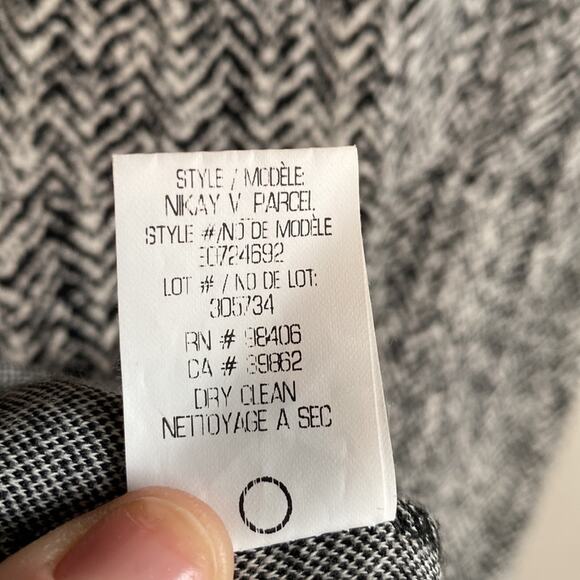 STYLE / MODÈLE:
NIKAY V. PARCEL
STYLE #/NO DE MODÈLE
LOT # / NO DE LOT:
305734
RN # 98406
CA # 39862
DRY CLEAN
NETTOYAGE A SEC